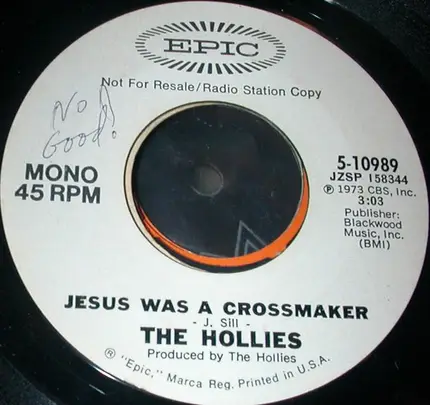 EPIC
Not For Resale/Radio Station Copy
No
Good!
MONO
45 RPM
5-10989
JZSP 158344
Ⓟ 1973 CBS, Inc.
3:03
Publisher:
Blackwood
Music, Inc.
(BMI)
JESUS WAS A CROSSMAKER
- J. Sill -
THE HOLLIES
Produced by The Hollies
® "Epic," Marca Reg. Printed in U.S.A.